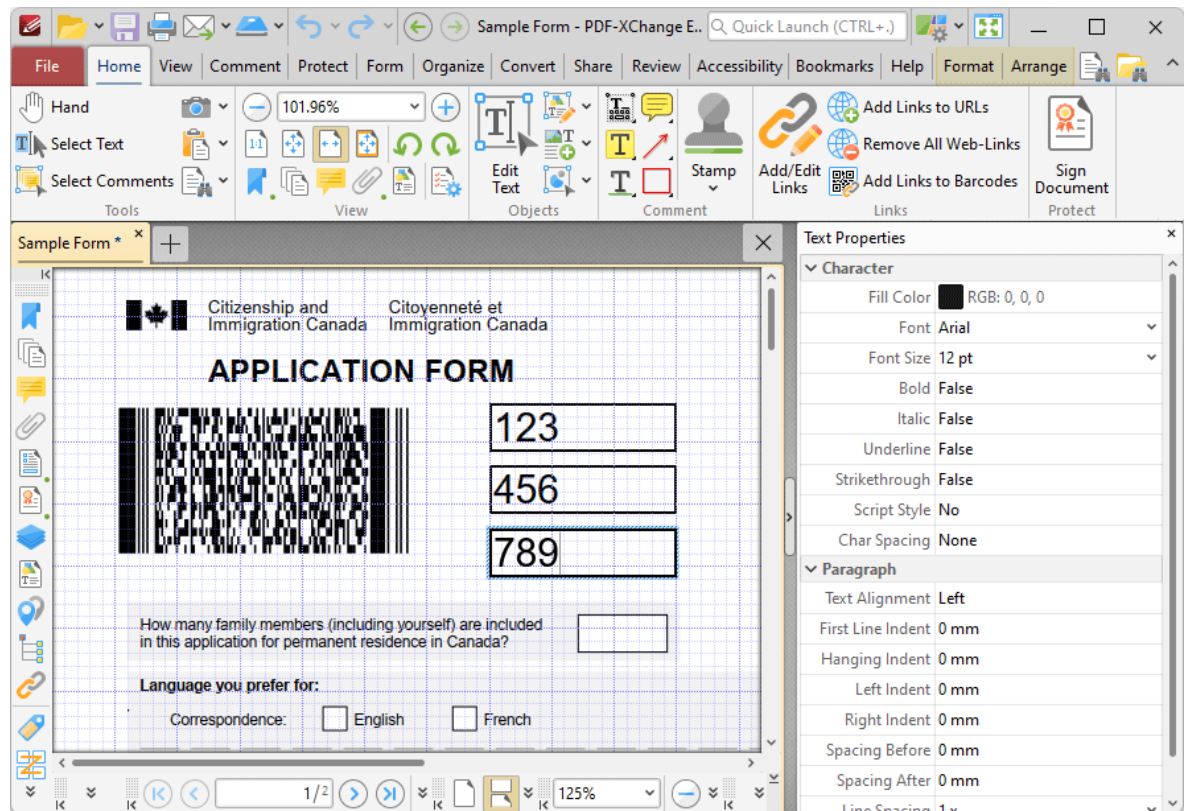 Sample Form - PDF-XChange E..
Quick Launch (CTRL+.)
File Home View Comment Protect Form Organize Convert Share Review Accessibility Bookmarks Help Format Arrange
Hand
Select Text
Select Comments
Tools
101.96%
1:1
View
Edit Text
Objects
Comment
Stamp
Add/Edit Links
Add Links to URLs
Remove All Web-Links
Add Links to Barcodes
Links
Sign Document
Protect
Sample Form *
Citizenship and Immigration Canada
Citoyenneté et Immigration Canada
APPLICATION FORM
123
456
789
How many family members (including yourself) are included
in this application for permanent residence in Canada?
Language you prefer for:
Correspondence: English French
1/2
125%
Text Properties
Character
Fill Color RGB: 0, 0, 0
Font Arial
Font Size 12 pt
Bold False
Italic False
Underline False
Strikethrough False
Script Style No
Char Spacing None
Paragraph
Text Alignment Left
First Line Indent 0 mm
Hanging Indent 0 mm
Left Indent 0 mm
Right Indent 0 mm
Spacing Before 0 mm
Spacing After 0 mm
Line Spacing 1 x